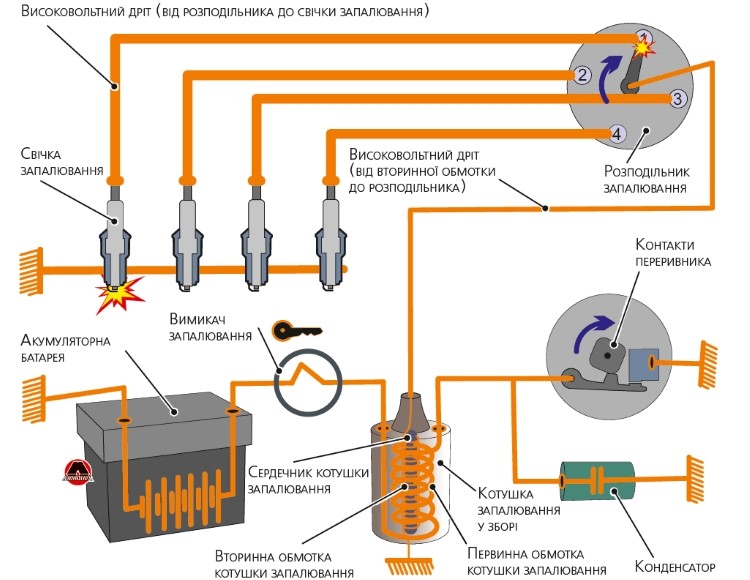 Високовольтний дріт (від розподільника до свічки запалювання)
1
2
3
4
Свічка
запалювання
Високовольтний дріт
(від вторинної обмотки
до розподільника)
Розподільник
запалювання
Контакти
переривника
Вимикач
запалювання
Акумуляторна
батарея
Сердечник котушки
запалювання
Котушка
запалювання
у зборі
Вторинна обмотка
котушки запалювання
Первинна обмотка
котушки запалювання
Конденсатор